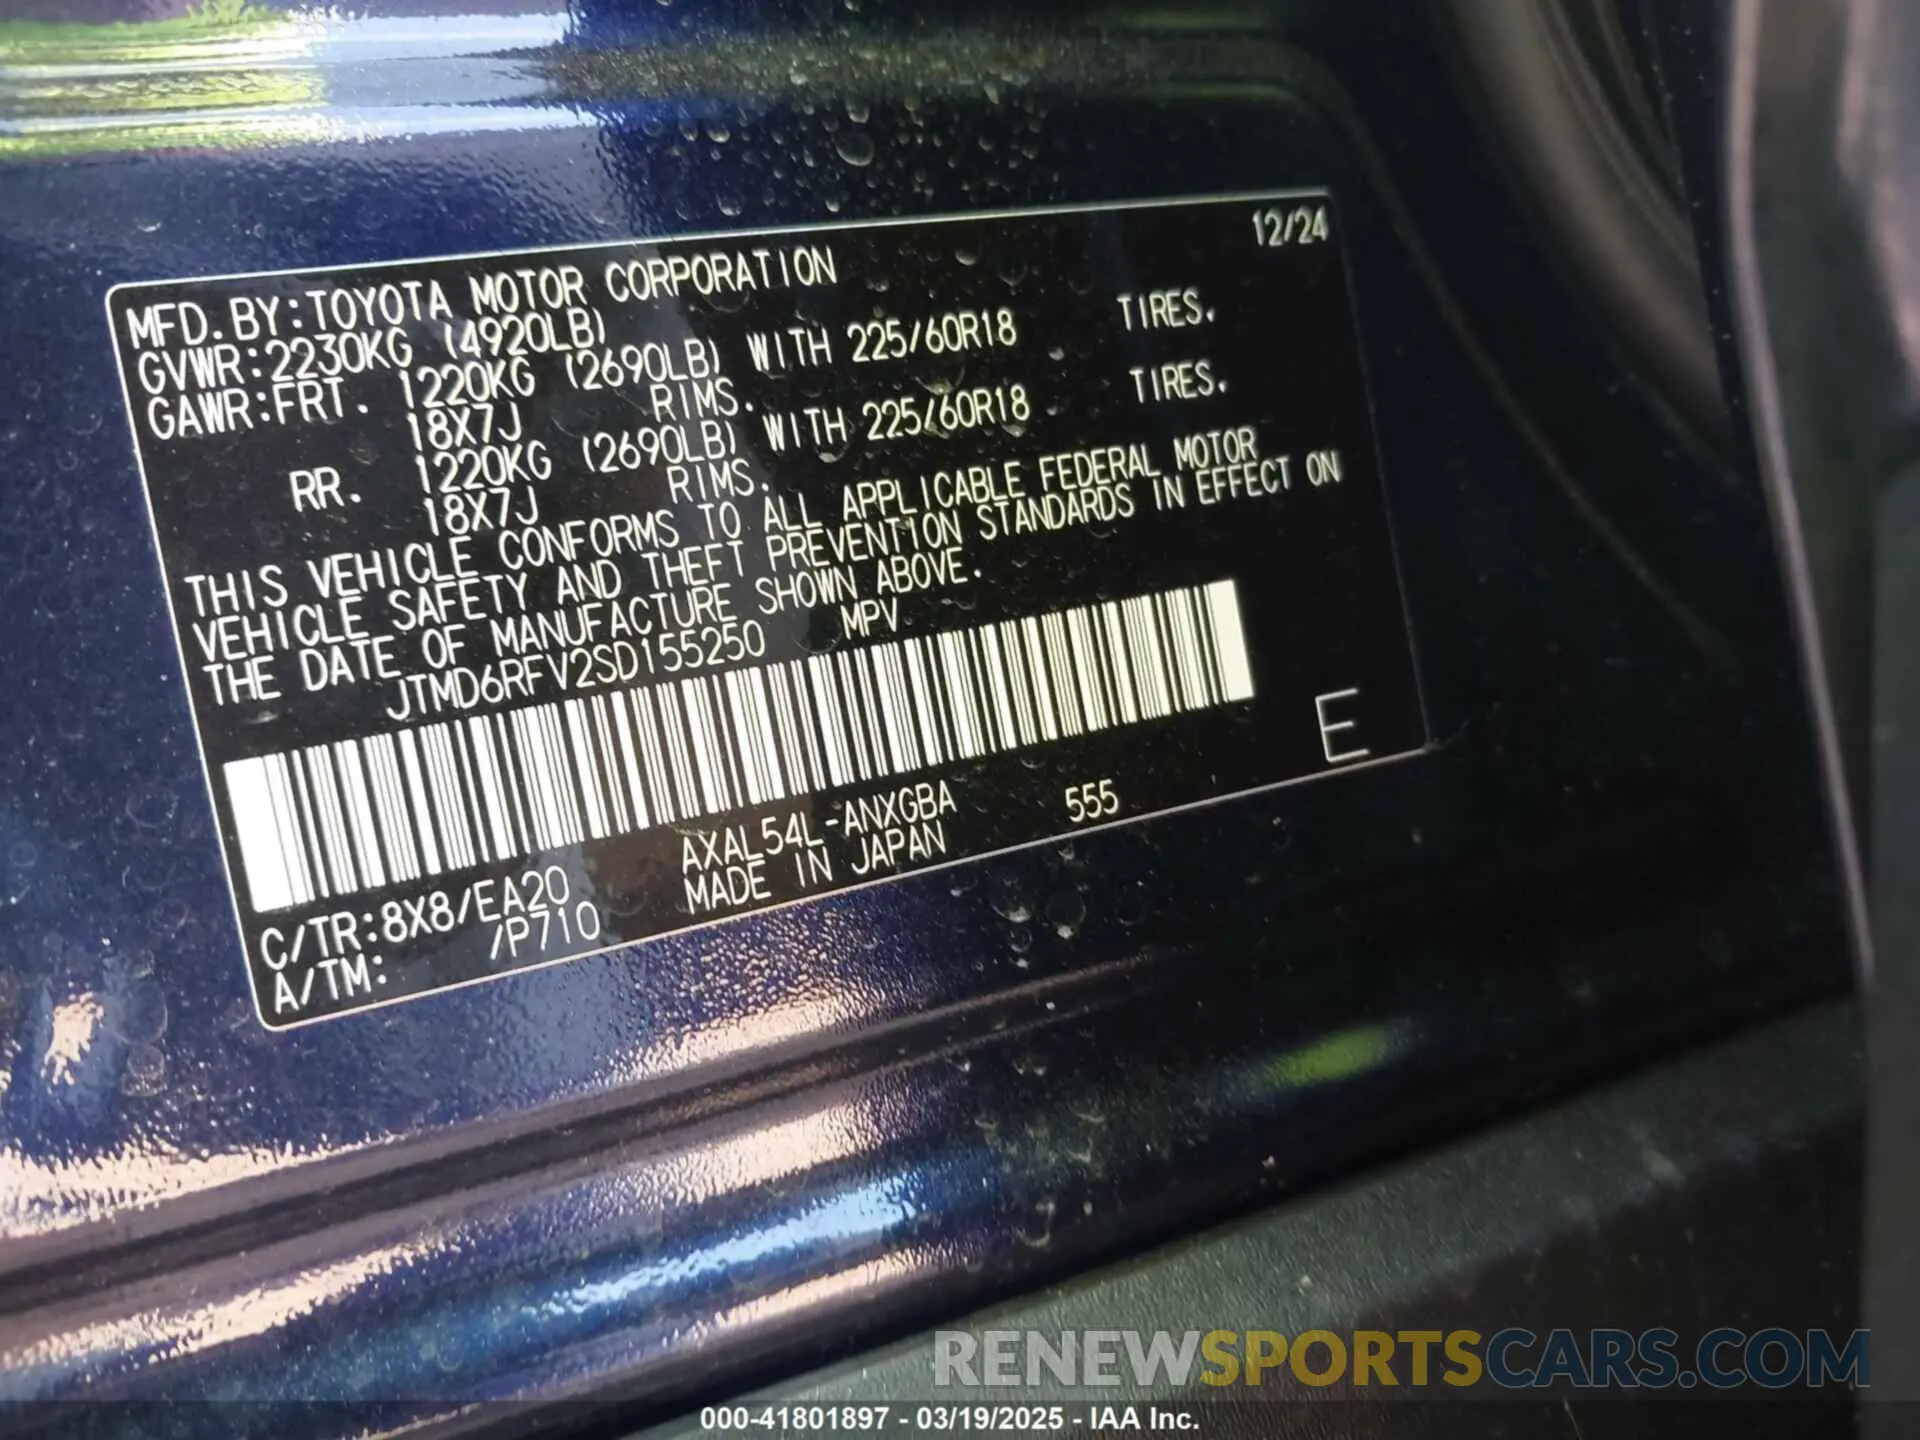 12/24
MFD.BY:TOYOTA MOTOR CORPORATION
GVWR:2230KG (4920LB)
GAWR:FRT. 1220KG (2690LB) WITH 225/60R18 TIRES.
18X7J RIMS.
RR. 1220KG (2690LB) WITH 225/60R18 TIRES.
18X7J RIMS.
THIS VEHICLE CONFORMS TO ALL APPLICABLE FEDERAL MOTOR
VEHICLE SAFETY AND THEFT PREVENTION STANDARDS IN EFFECT ON
THE DATE OF MANUFACTURE SHOWN ABOVE.
JTMD6RFV2SD155250 MPV
E
AXAL54L-ANXGBA 555
C/TR:8X8/EA20 MADE IN JAPAN
A/TM: /P710
RENEWSPORTSCARS.COM
000-41801897 - 03/19/2025 - IAA Inc.